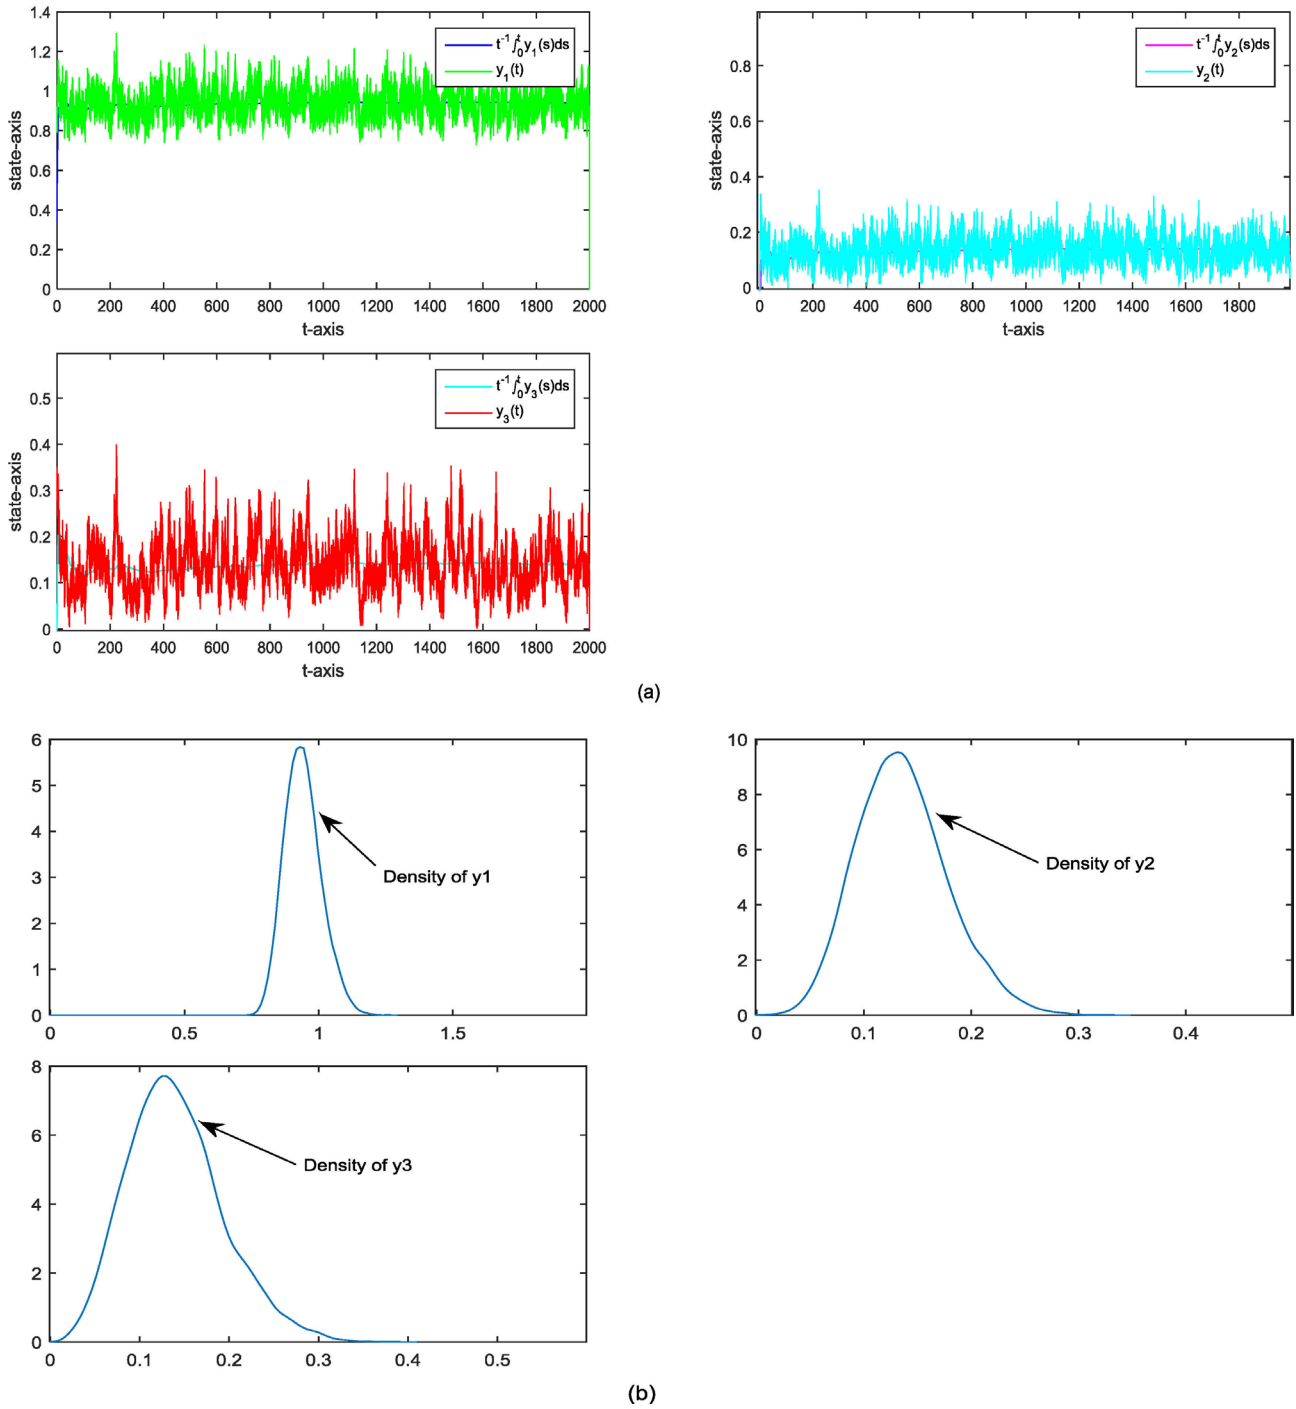 1.4
1.2
1
0.8
0.6
0.4
0.2
0
state-axis
t⁻¹∫₀ᵗy₁(s)ds
y₁(t)
0 200 400 600 800 1000 1200 1400 1600 1800 2000
t-axis
0.8
0.6
0.4
0.2
0
state-axis
t⁻¹∫₀ᵗy₂(s)ds
y₂(t)
0 200 400 600 800 1000 1200 1400 1600 1800
t-axis
0.5
0.4
0.3
0.2
0.1
0
state-axis
t⁻¹∫₀ᵗy₃(s)ds
y₃(t)
0 200 400 600 800 1000 1200 1400 1600 1800 2000
t-axis
(a)
6
5
4
3
2
1
0
Density of y1
0 0.5 1 1.5
10
8
6
4
2
0
Density of y2
0 0.1 0.2 0.3 0.4
8
6
4
2
0
Density of y3
0 0.1 0.2 0.3 0.4 0.5
(b)